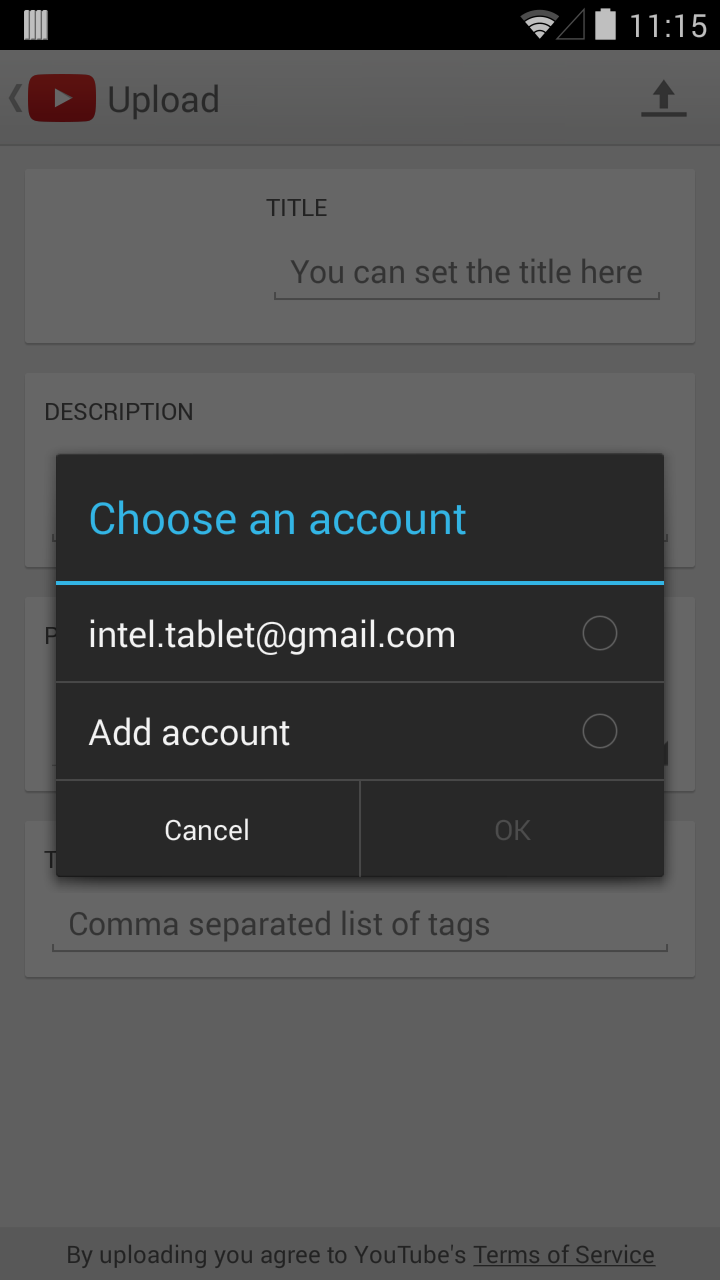 11:15
Upload
TITLE
You can set the title here
DESCRIPTION
Choose an account
intel.tablet@gmail.com
Add account
Cancel
OK
Comma separated list of tags
By uploading you agree to YouTube's Terms of Service